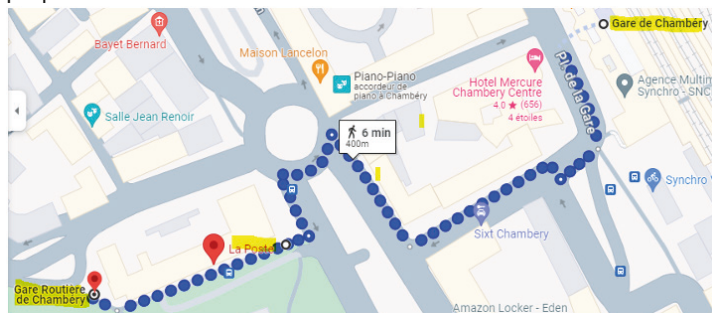 Gare de Chambéry
Bayet Bernard
Maison Lancelon
Piano-Piano
accordeur de
piano à Chambéry
Hotel Mercure
Chambery Centre
4.0 ★ (656)
4 étoiles
Pl. de la Gare
Agence Multim
Synchro - SNC
Salle Jean Renoir
6 min
400m
Synchro V
Sixt Chambery
La Poste
Gare Routière
de Chambéry
Amazon Locker - Eden